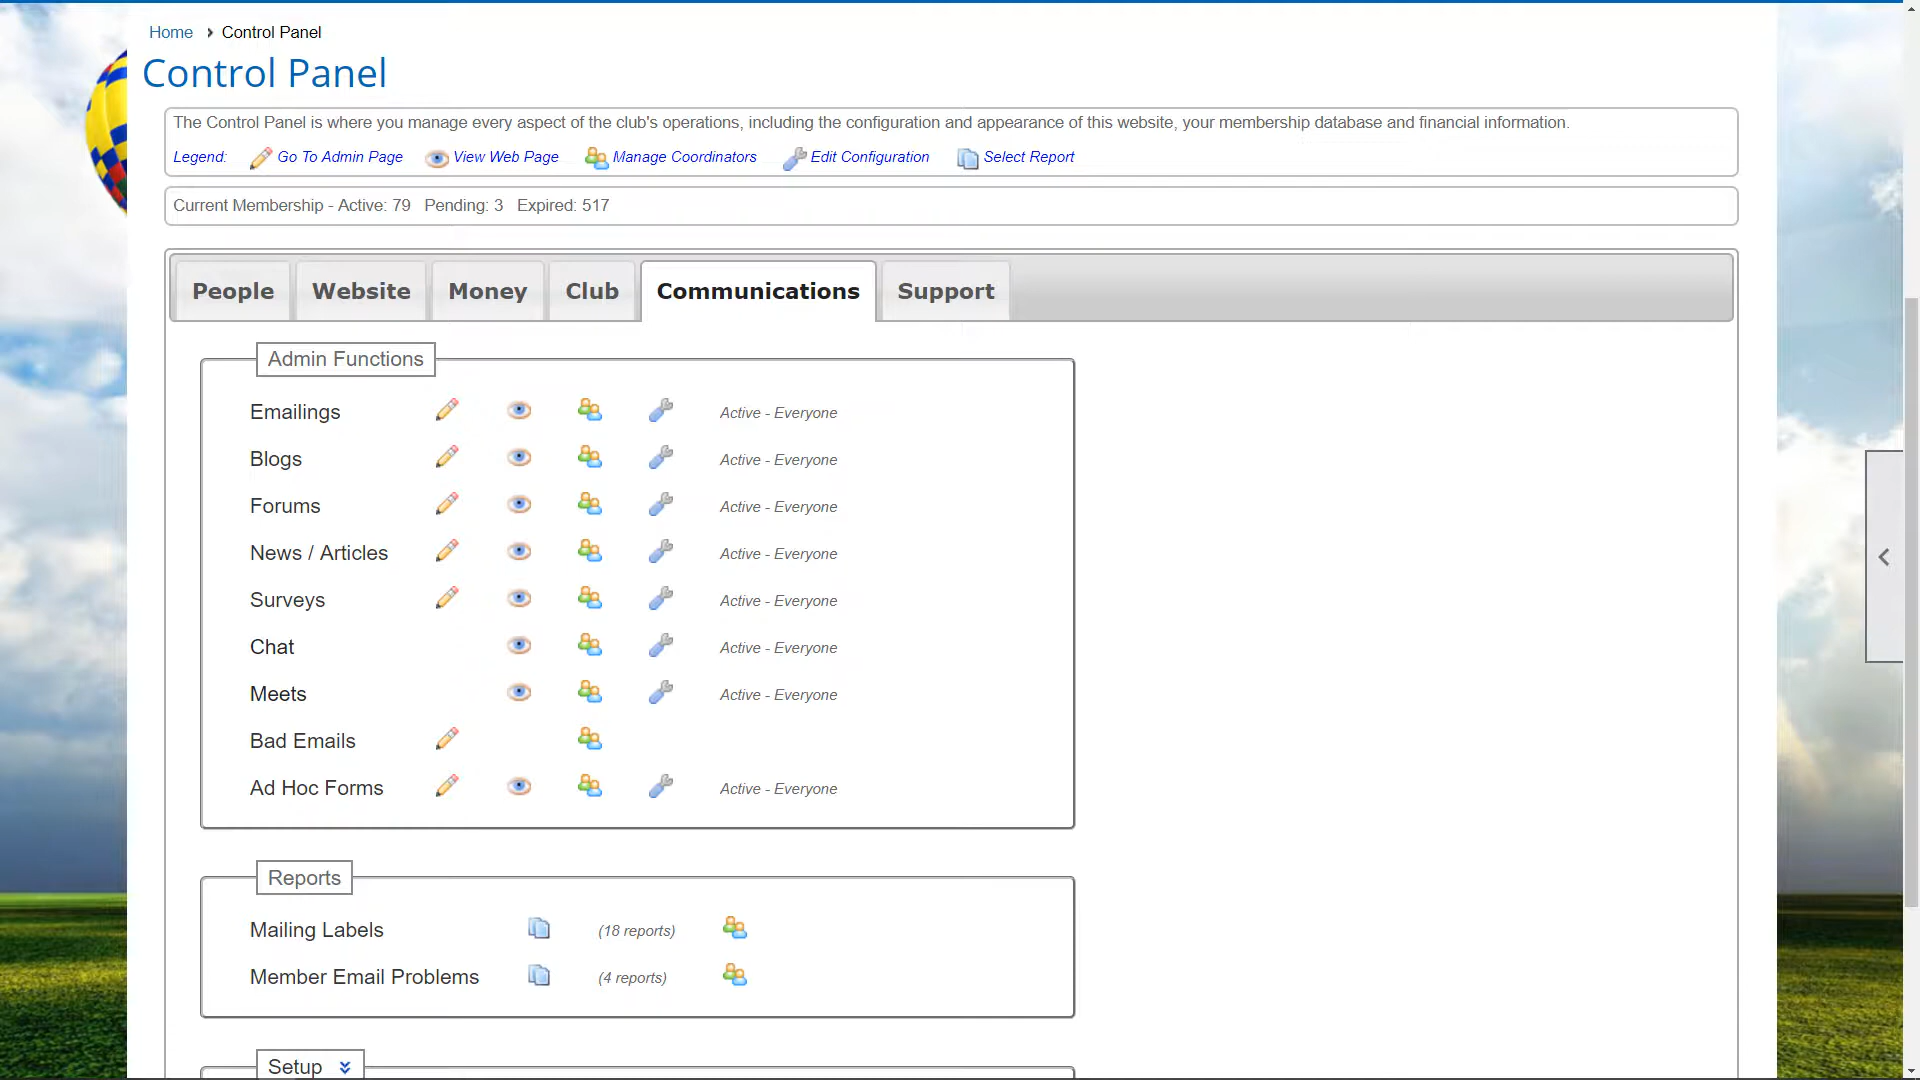 Home Control Panel
Control Panel
The Control Panel is where you manage every aspect of the club's operations, including the configuration and appearance of this website, your membership database and financial information.
Legend: Go To Admin Page View Web Page Manage Coordinators Edit Configuration Select Report
Current Membership - Active: 79 Pending: 3 Expired: 517
People Website Money Club Communications Support
Admin Functions
Emailings Active - Everyone
Blogs Active - Everyone
Forums Active - Everyone
News / Articles Active - Everyone
Surveys Active - Everyone
Chat Active - Everyone
Meets Active - Everyone
Bad Emails
Ad Hoc Forms Active - Everyone
Reports
Mailing Labels (18 reports)
Member Email Problems (4 reports)
Setup